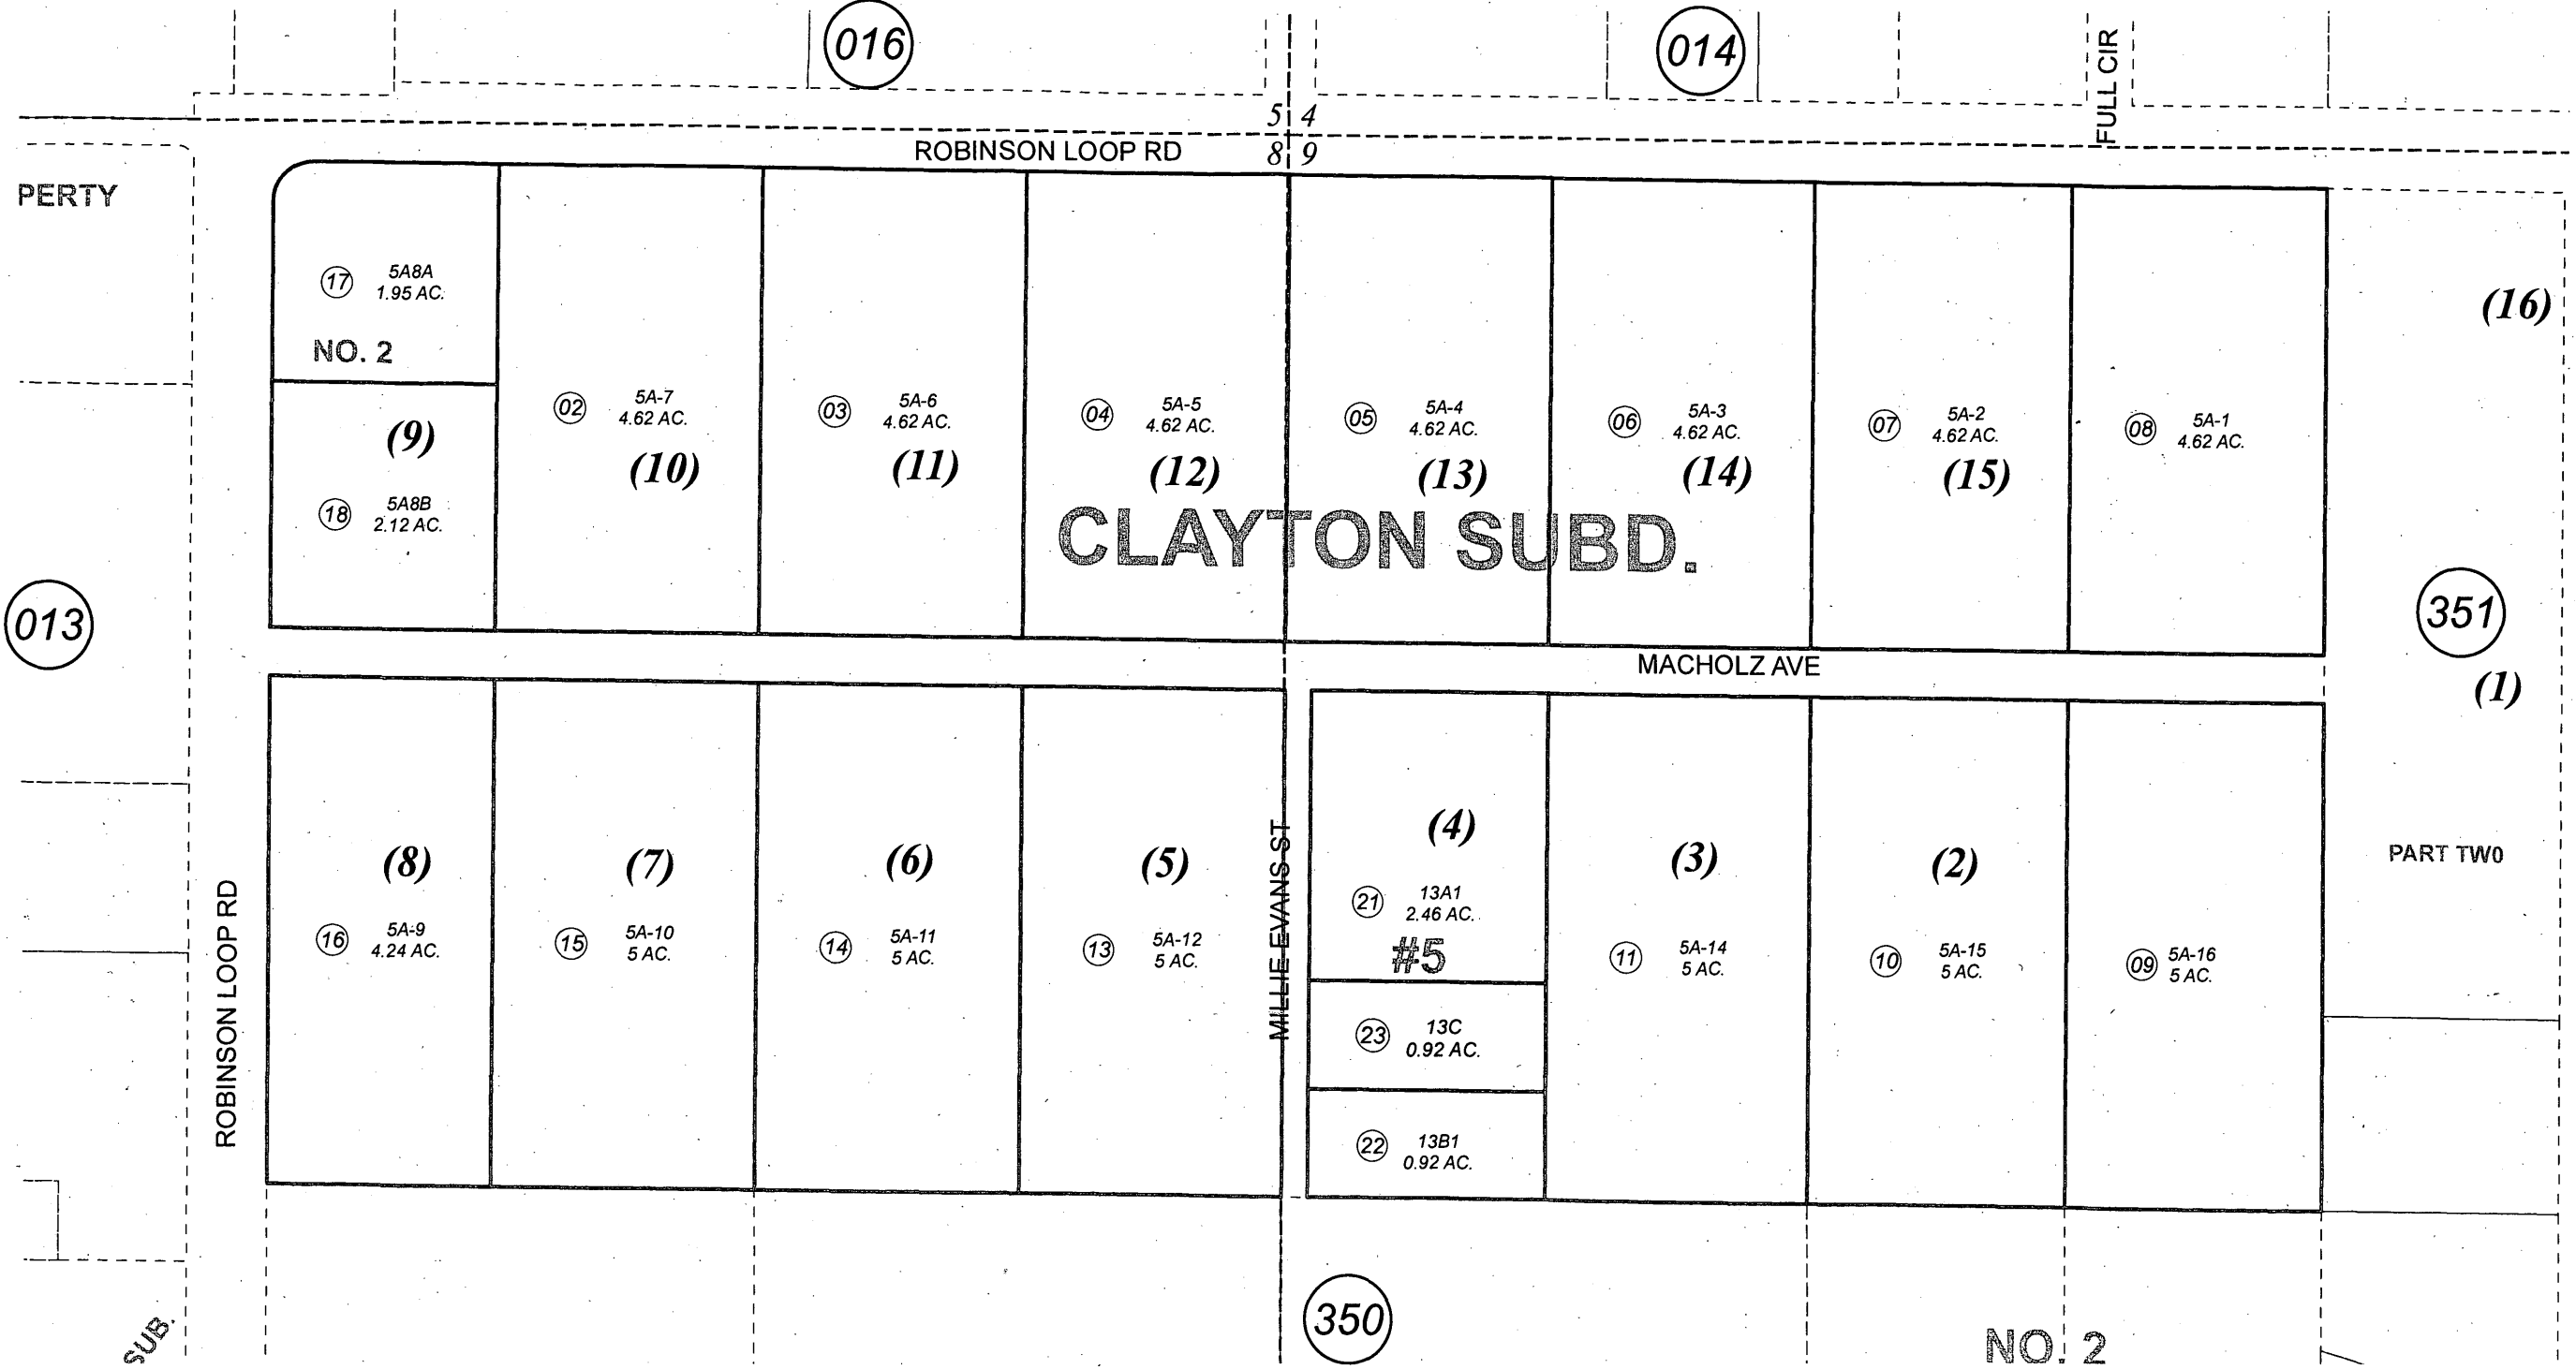 016
014
FULL CIR
5 4
8 9
ROBINSON LOOP RD
PERTY
17
5A8A
1.95 AC.
NO. 2
(9)
18
5A8B
2.12 AC.
02
5A-7
4.62 AC.
(10)
03
5A-6
4.62 AC.
(11)
04
5A-5
4.62 AC.
(12)
05
5A-4
4.62 AC.
(13)
06
5A-3
4.62 AC.
(14)
07
5A-2
4.62 AC.
(15)
08
5A-1
4.62 AC.
(16)
CLAYTON SUBD.
013
351
(1)
MACHOLZ AVE
ROBINSON LOOP RD
(8)
16
5A-9
4.24 AC.
(7)
15
5A-10
5 AC.
(6)
14
5A-11
5 AC.
(5)
13
5A-12
5 AC.
MILLIE EVANS ST
(4)
21
13A1
2.46 AC.
#5
23
13C
0.92 AC.
22
13B1
0.92 AC.
(3)
11
5A-14
5 AC.
(2)
10
5A-15
5 AC.
09
5A-16
5 AC.
PART TW0
SUB.
350
NO. 2